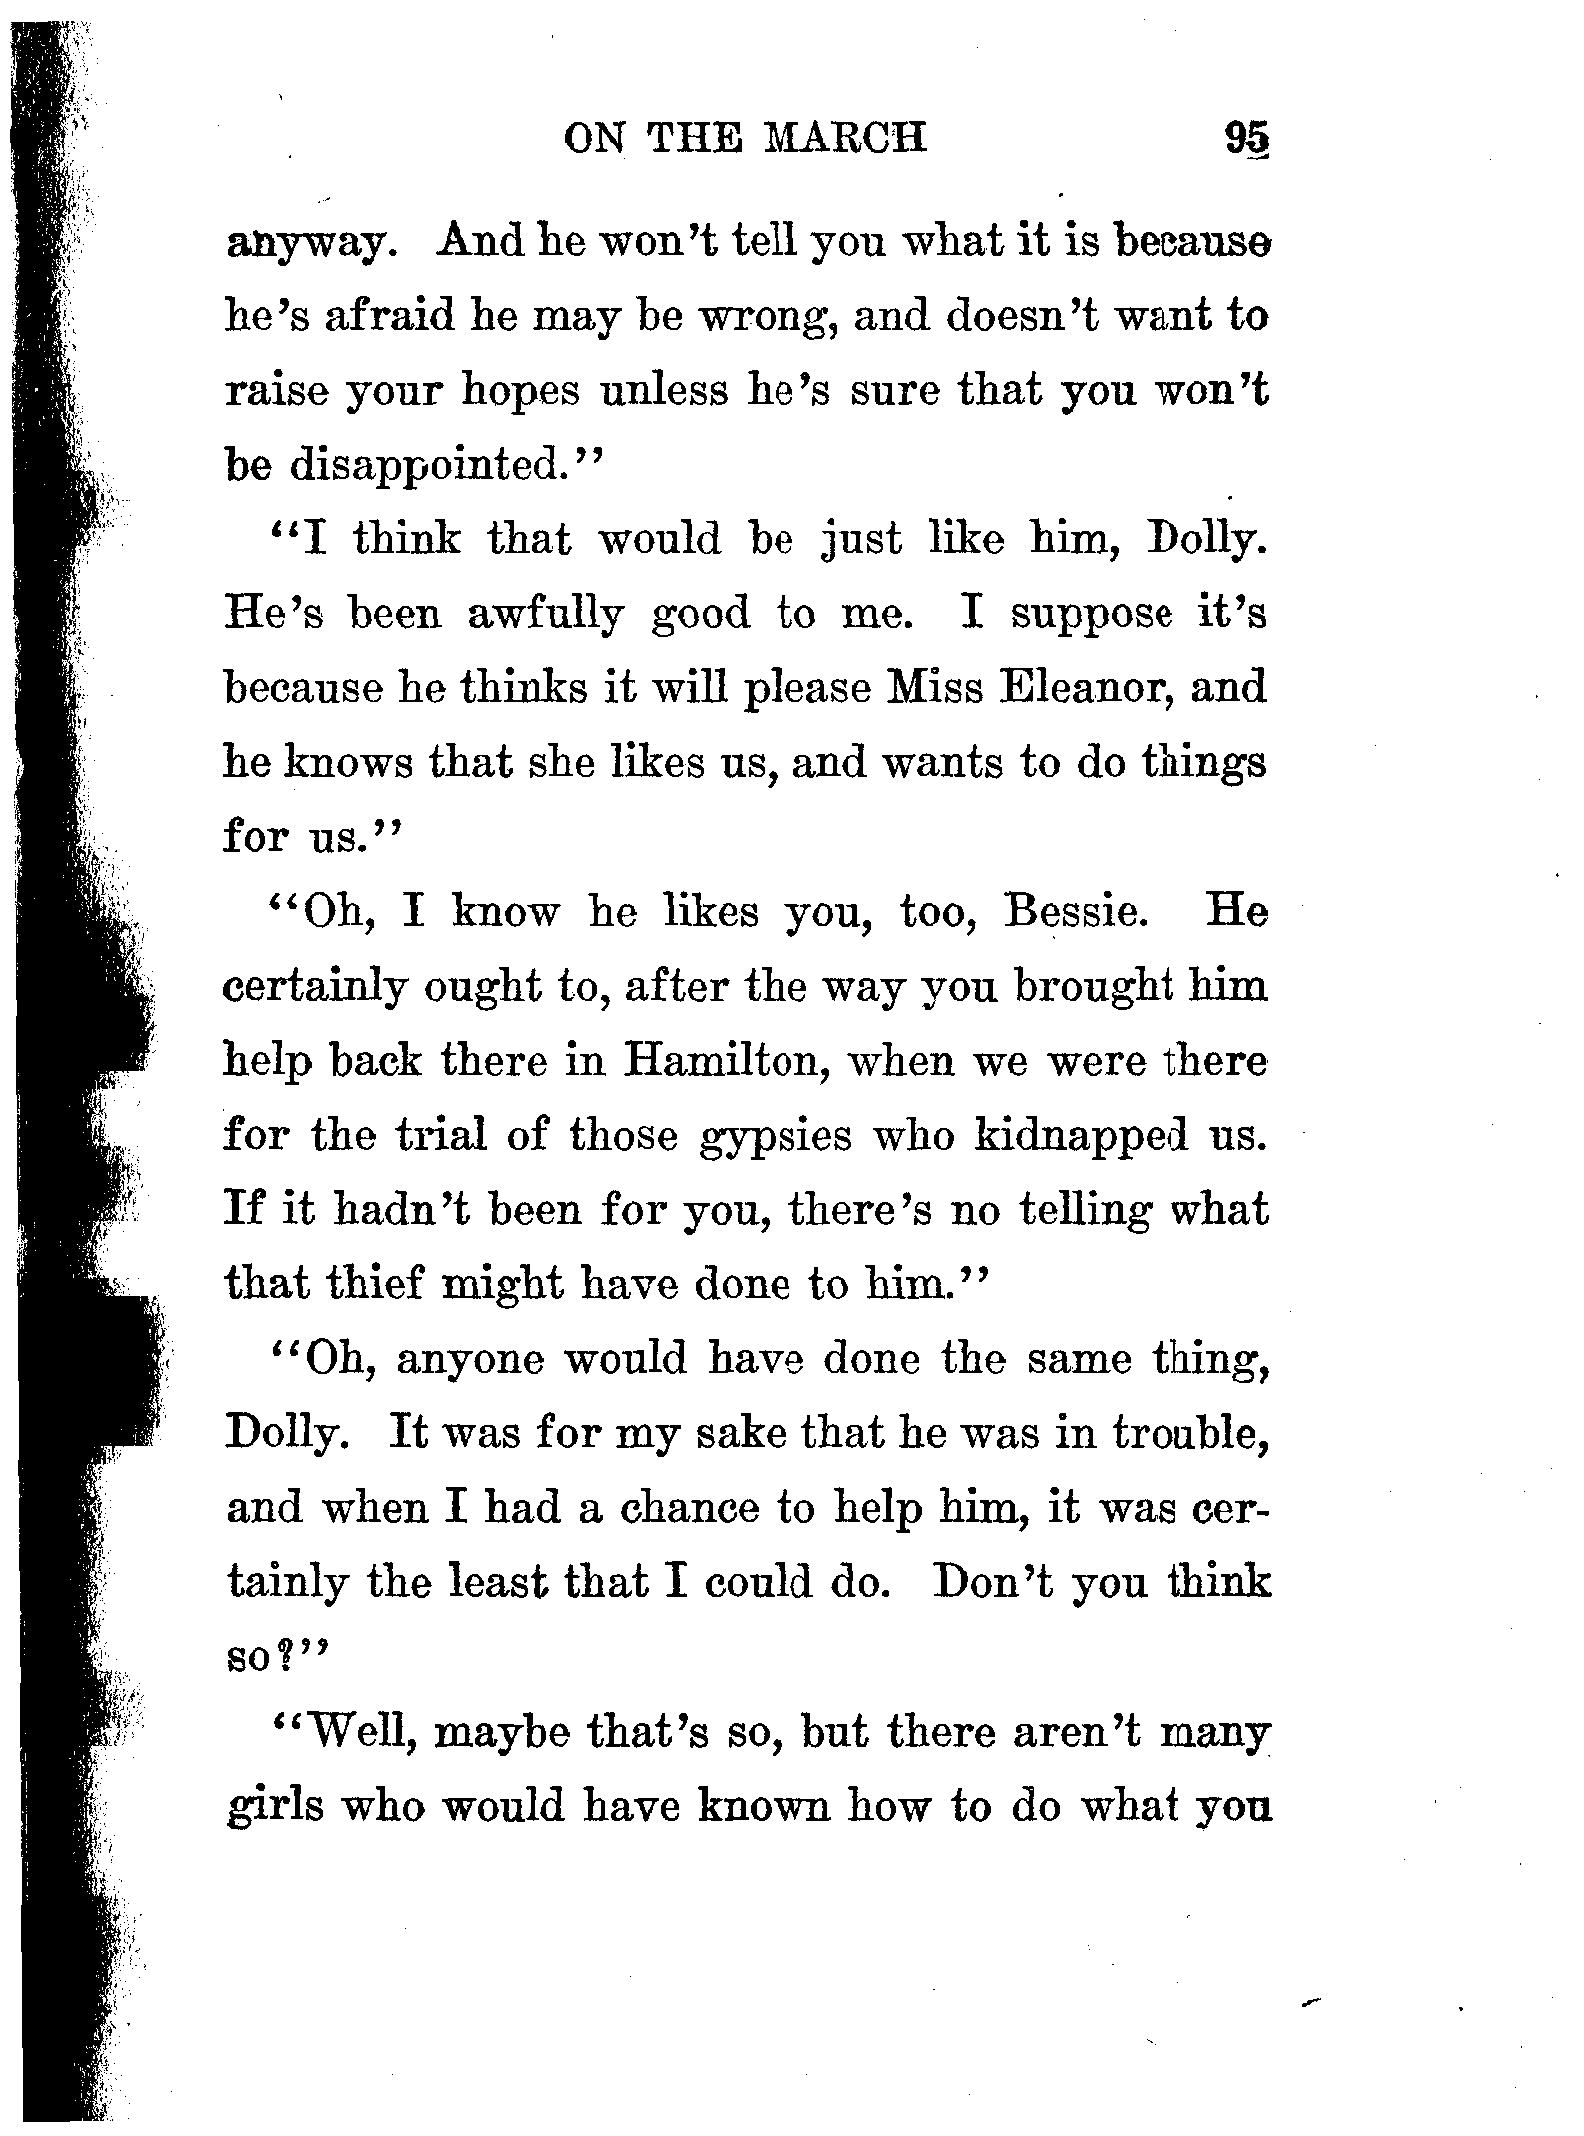 ON THE MARCH 95
anyway. And he won't tell you what it is because
he's afraid he may be wrong, and doesn't want to
raise your hopes unless he's sure that you won't
be disappointed."
"I think that would be just like him, Dolly.
He's been awfully good to me. I suppose it's
because he thinks it will please Miss Eleanor, and
he knows that she likes us, and wants to do things
for us."
"Oh, I know he likes you, too, Bessie. He
certainly ought to, after the way you brought him
help back there in Hamilton, when we were there
for the trial of those gypsies who kidnapped us.
If it hadn't been for you, there's no telling what
that thief might have done to him."
"Oh, anyone would have done the same thing,
Dolly. It was for my sake that he was in trouble,
and when I had a chance to help him, it was cer-
tainly the least that I could do. Don't you think
so?"
"Well, maybe that's so, but there aren't many
girls who would have known how to do what you